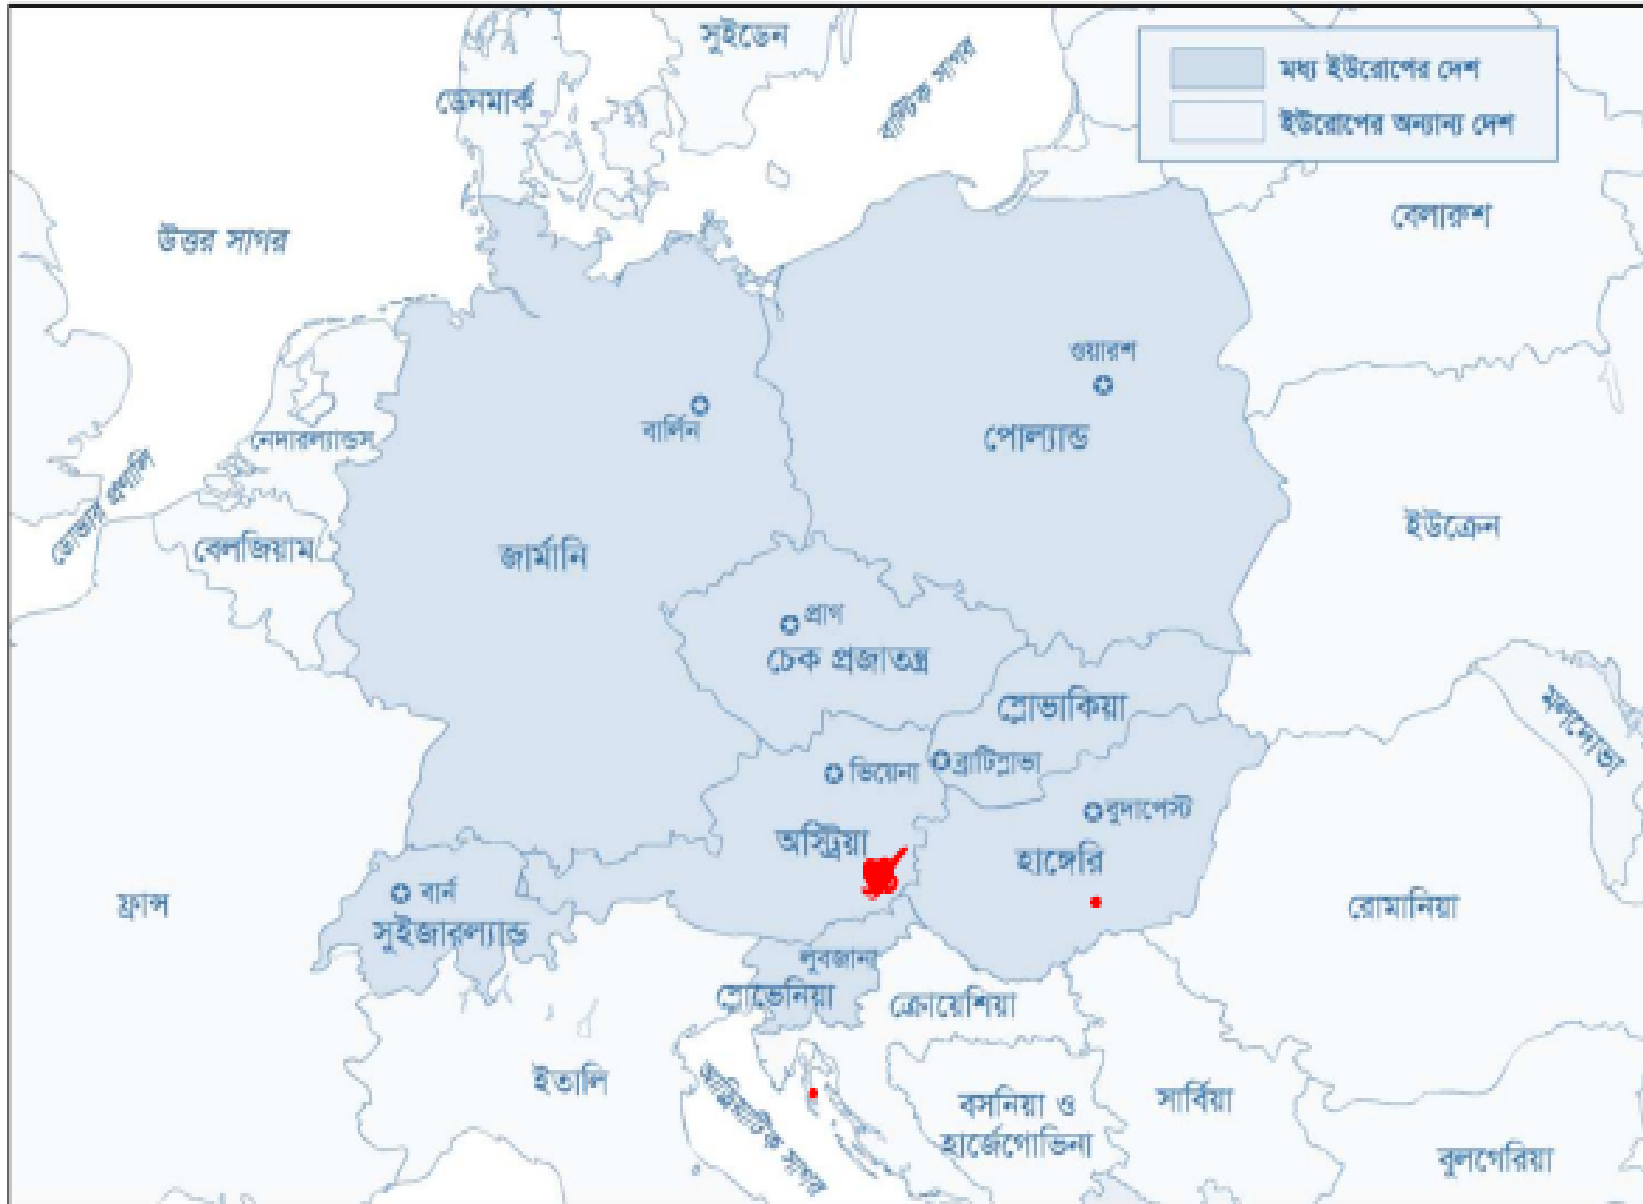 সুইডেন
ডেনমার্ক
বাল্টিক সাগর
মধ্য ইউরোপের দেশ
ইউরোপের অন্যান্য দেশ
উত্তর সাগর
বেলারুশ
ওয়ারশ
বার্লিন
পোল্যান্ড
নেদারল্যান্ডস
ডোভার প্রণালি
বেলজিয়াম
জার্মানি
ইউক্রেন
প্রাগ
চেক প্রজাতন্ত্র
স্লোভাকিয়া
মলদোভা
ভিয়েনা
ব্রাটিস্লাভা
বুদাপেস্ট
অস্ট্রিয়া
হাঙ্গেরি
বার্ন
ফ্রান্স
সুইজারল্যান্ড
রোমানিয়া
লুবজানা
স্লোভেনিয়া
ক্রোয়েশিয়া
ইতালি
আড্রিয়াটিক সাগর
বসনিয়া ও
হার্জেগোভিনা
সার্বিয়া
বুলগেরিয়া